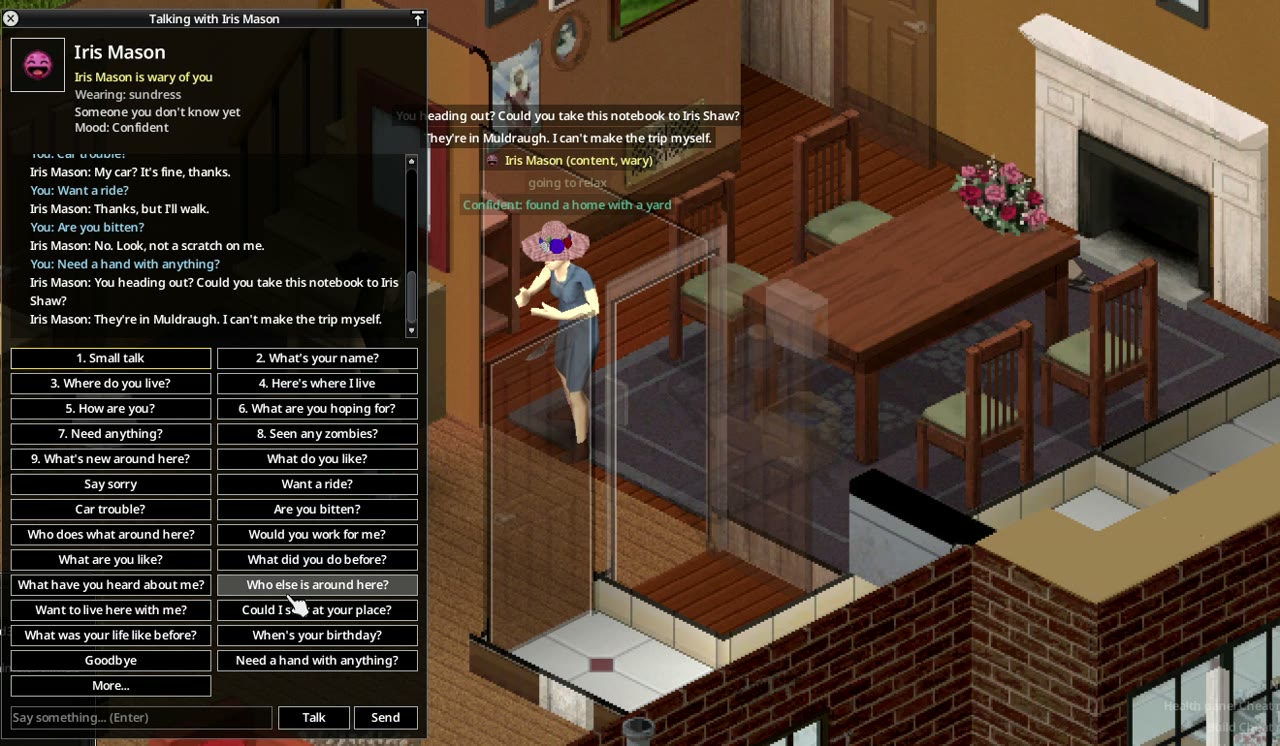 Talking with Iris Mason
Iris Mason
Iris Mason is wary of you
Wearing: sundress
Someone you don't know yet
Mood: Confident
You: Car trouble?
Iris Mason: My car? It's fine, thanks.
You: Want a ride?
Iris Mason: Thanks, but I'll walk.
You: Are you bitten?
Iris Mason: No. Look, not a scratch on me.
You: Need a hand with anything?
Iris Mason: You heading out? Could you take this notebook to Iris
Shaw?
Iris Mason: They're in Muldraugh. I can't make the trip myself.
1. Small talk
2. What's your name?
3. Where do you live?
4. Here's where I live
5. How are you?
6. What are you hoping for?
7. Need anything?
8. Seen any zombies?
9. What's new around here?
What do you like?
Say sorry
Want a ride?
Car trouble?
Are you bitten?
Who does what around here?
Would you work for me?
What are you like?
What did you do before?
What have you heard about me?
Who else is around here?
Want to live here with me?
Could I at your place?
What was your life like before?
When's your birthday?
Goodbye
Need a hand with anything?
More...
Say something... (Enter)
Talk
Send
You heading out? Could you take this notebook to Iris Shaw?
They're in Muldraugh. I can't make the trip myself.
Iris Mason (content, wary)
going to relax
Confident: found a home with a yard
Health panel Cheat
Build Cheat